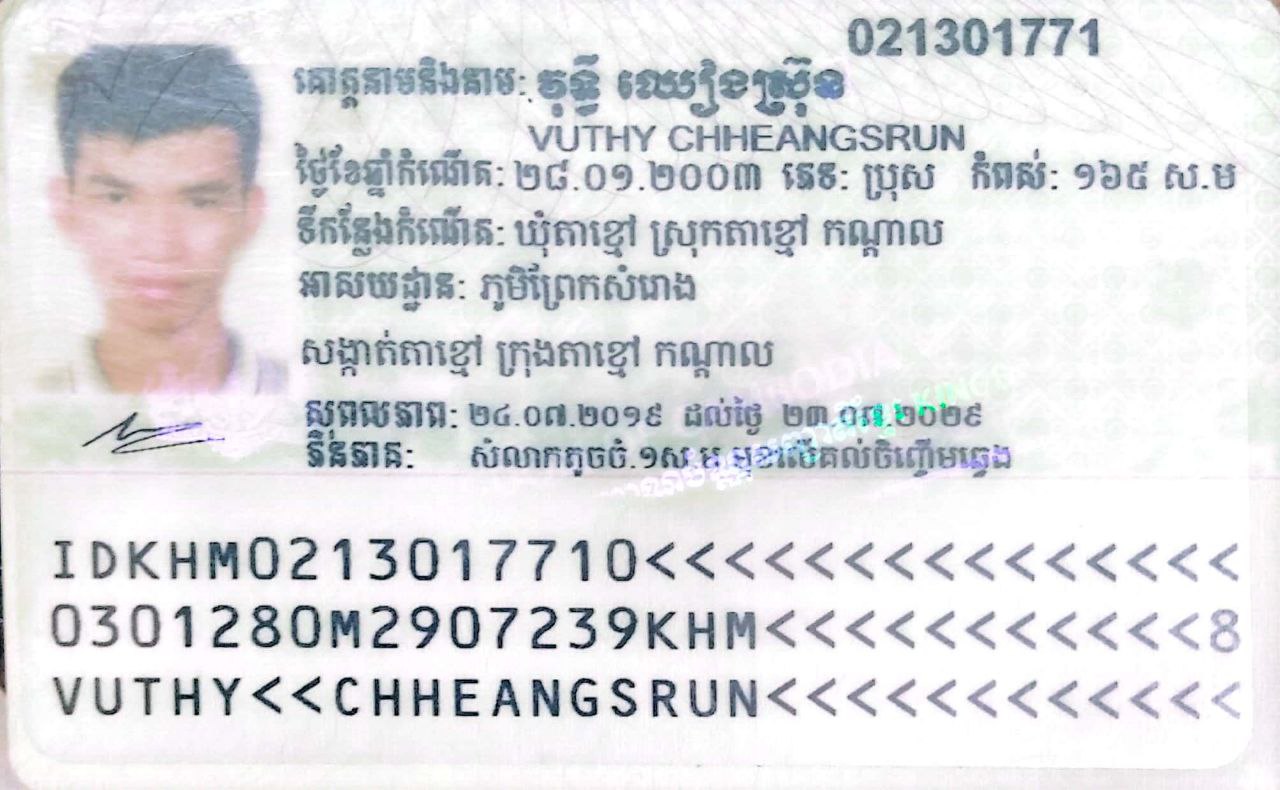 021301771
គោត្តនាមនិងនាម: វុទ្ធី ឈៀងស្រ៊ុន
VUTHY CHHEANGSRUN
ថ្ងៃខែឆ្នាំកំណើត: ២៨.០១.២០០៣ ភេទ: ប្រុស កំពស់: ១៦៥ ស.ម
ទីកន្លែងកំណើត: ឃុំតាខ្មៅ ស្រុកតាខ្មៅ កណ្តាល
អាសយដ្ឋាន: ភូមិព្រែកសំរោង
សង្កាត់តាខ្មៅ ក្រុងតាខ្មៅ កណ្តាល
សុពលភាព: ២៤.០៧.២០១៩ ដល់ថ្ងៃ ២៣.០៧.២០២៩
ភិនភាគ: សំលាកតូចចំ.១ស.ម លើគល់ចិញ្ចើមឆ្វេង
IDKHM0213017710<<<<<<<<<<<<<<<
0301280M2907239KHM<<<<<<<<<<<8
VUTHY<<CHHEANGSRUN<<<<<<<<<<<<